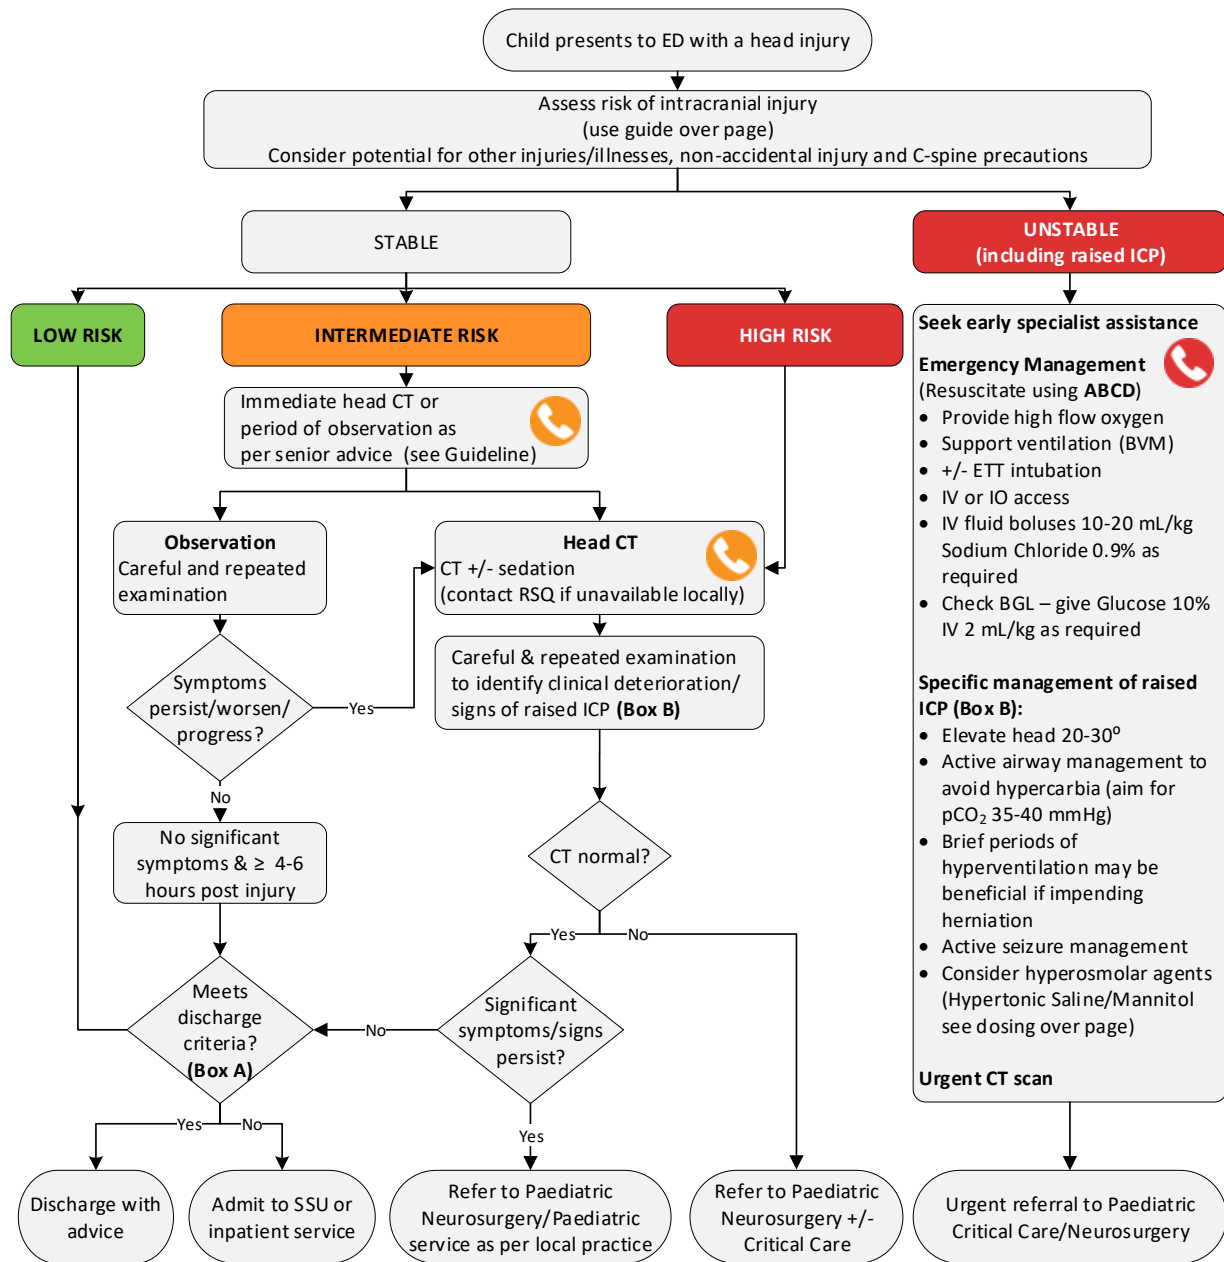 Child presents to ED with a head injury
Assess risk of intracranial injury
(use guide over page)
Consider potential for other injuries/illnesses, non-accidental injury and C-spine precautions
STABLE
UNSTABLE
(including raised ICP)
LOW RISK
INTERMEDIATE RISK
HIGH RISK
Immediate head CT or
period of observation as
per senior advice (see Guideline)
Observation
Careful and repeated
examination
Head CT
CT +/- sedation
(contact RSQ if unavailable locally)
Symptoms
persist/worsen/
progress?
Yes
No
Careful & repeated examination
to identify clinical deterioration/
signs of raised ICP (Box B)
No significant
symptoms & ≥ 4-6
hours post injury
CT normal?
Yes
No
Meets
discharge
criteria?
(Box A)
No
Significant
symptoms/signs
persist?
Yes
No
Yes
Discharge with
advice
Admit to SSU or
inpatient service
Refer to Paediatric
Neurosurgery/Paediatric
service as per local practice
Refer to Paediatric
Neurosurgery +/-
Critical Care
Seek early specialist assistance
Emergency Management
(Resuscitate using ABCD)
• Provide high flow oxygen
• Support ventilation (BVM)
• +/- ETT intubation
• IV or IO access
• IV fluid boluses 10-20 mL/kg
Sodium Chloride 0.9% as
required
• Check BGL – give Glucose 10%
IV 2 mL/kg as required
Specific management of raised
ICP (Box B):
• Elevate head 20-30⁰
• Active airway management to
avoid hypercarbia (aim for
pCO₂ 35-40 mmHg)
• Brief periods of
hyperventilation may be
beneficial if impending
herniation
• Active seizure management
• Consider hyperosmolar agents
(Hypertonic Saline/Mannitol
see dosing over page)
Urgent CT scan
Urgent referral to Paediatric
Critical Care/Neurosurgery